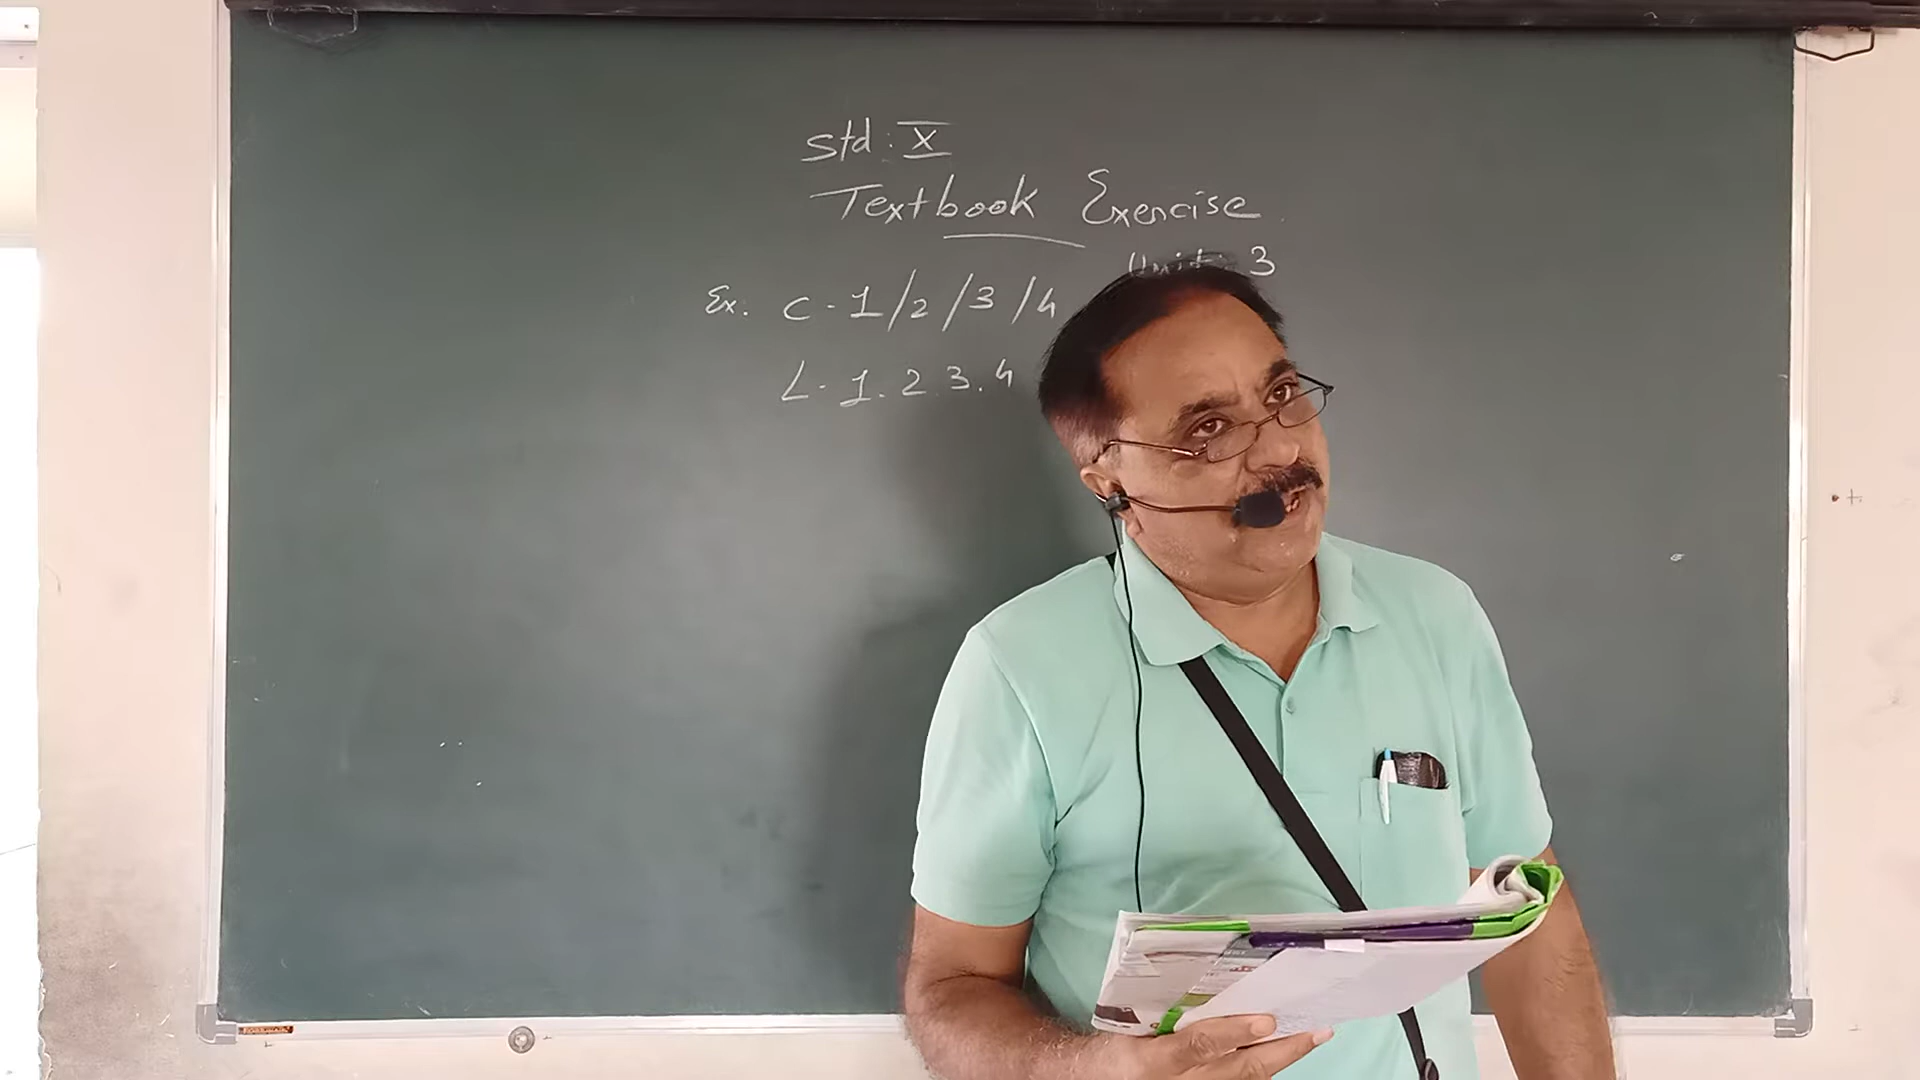 Std: X
Textbook Exercise
Unit: 3
Ex. C-1/2/3/4
L-1.2 3.4